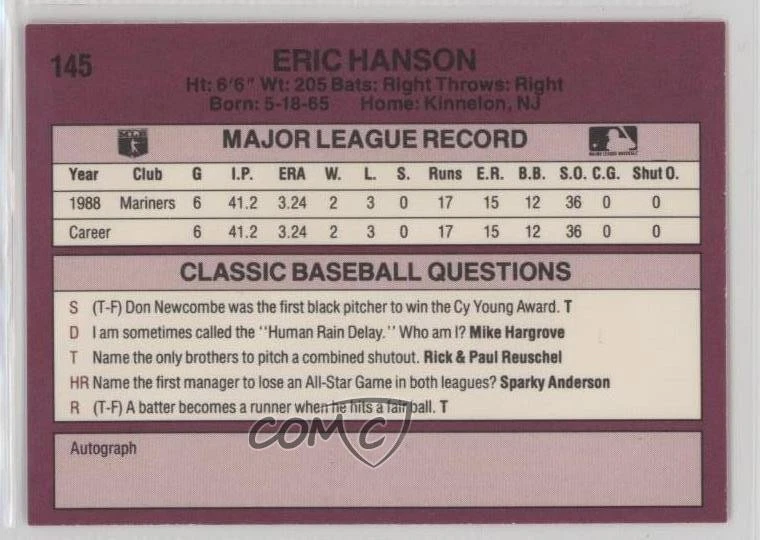 145
ERIC HANSON
Ht: 6'6" Wt: 205 Bats: Right Throws: Right
Born: 5-18-65 Home: Kinnelon, NJ
MLB MAJOR LEAGUE RECORD
Year Club G I.P. ERA W. L. S. Runs E.R. B.B. S.O. C.G. Shut O.
1988 Mariners 6 41.2 3.24 2 3 0 17 15 12 36 0 0
Career 6 41.2 3.24 2 3 0 17 15 12 36 0 0
CLASSIC BASEBALL QUESTIONS
S (T-F) Don Newcombe was the first black pitcher to win the Cy Young Award. T
D I am sometimes called the "Human Rain Delay." Who am I? Mike Hargrove
T Name the only brothers to pitch a combined shutout. Rick & Paul Reuschel
HR Name the first manager to lose an All-Star Game in both leagues? Sparky Anderson
R (T-F) A batter becomes a runner when he hits a fair ball. T
COMC
Autograph